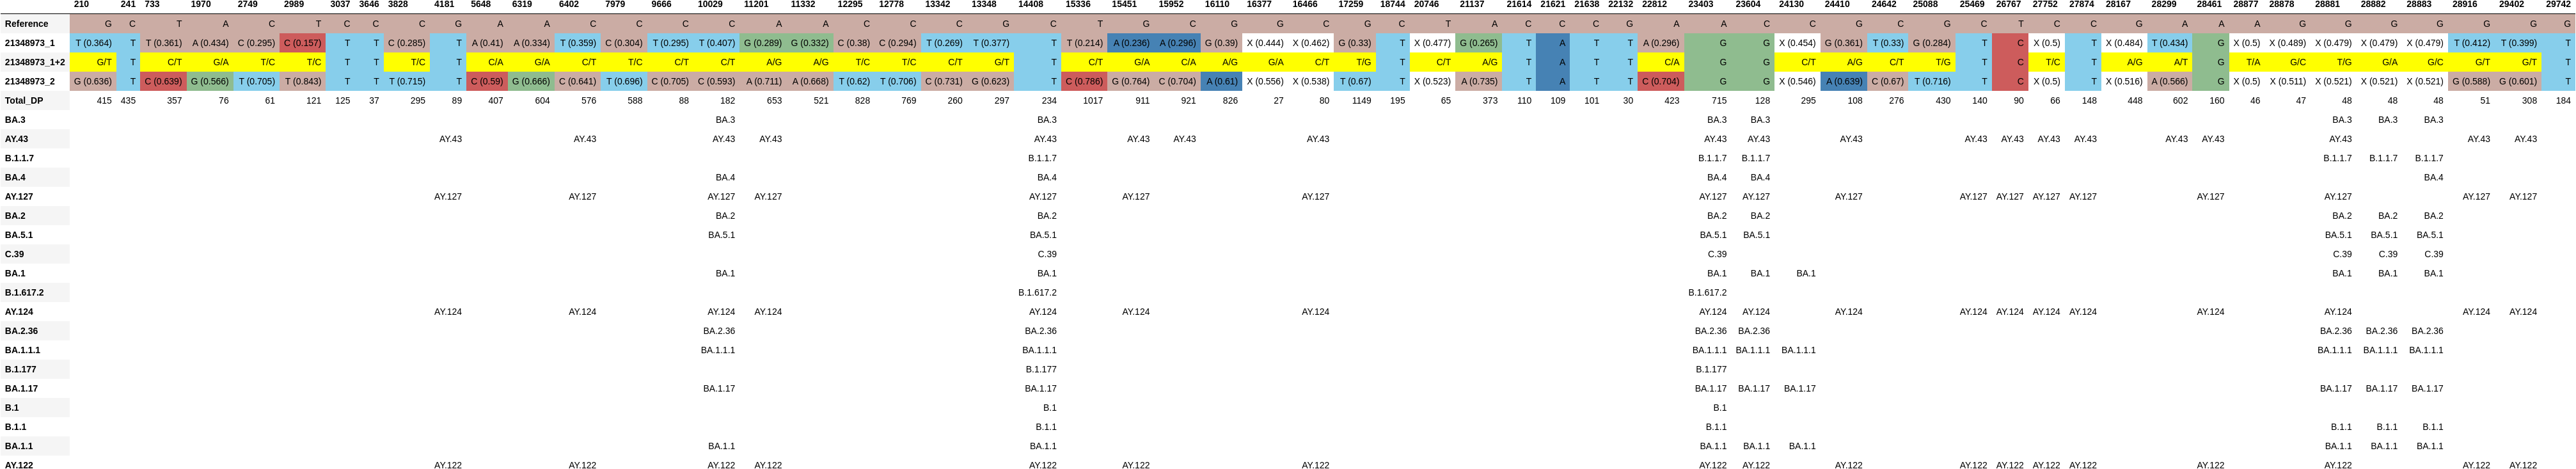 210 241 733 1970 2749 2989 3037 3646 3828 4181 5648 6319 6402 7979 9666 10029 11201 11332 12295 12778 13342 13348 14408 15336 15451 15952 16110 16377 16466 17259 18744 20746 21137 21614 21621 21638 22132 22812 23403 23604 24130 24410 24642 25088 25469 26767 27752 27874 28167 28299 28461 28877 28878 28881 28882 28883 28916 29402 29742
Reference G C T A C T C C C G A A C C C C A A C C C G C T G C G G C G C T A C C C G A A C C G C G C T C C G A A A G G G G G G G
21348973_1 T (0.364) T T (0.361) A (0.434) C (0.295) C (0.157) T T C (0.285) T A (0.41) A (0.334) T (0.359) C (0.304) T (0.295) T (0.407) G (0.289) G (0.332) C (0.38) C (0.294) T (0.269) T (0.377) T T (0.214) A (0.236) A (0.296) G (0.39) X (0.444) X (0.462) G (0.33) T X (0.477) G (0.265) T A T T A (0.296) G G X (0.454) G (0.361) T (0.33) G (0.284) T C X (0.5) T X (0.484) T (0.434) G X (0.5) X (0.489) X (0.479) X (0.479) X (0.479) T (0.412) T (0.399) T
21348973_1+2 G/T T C/T G/A T/C T/C T T T/C T C/A G/A C/T T/C C/T C/T A/G A/G T/C T/C C/T G/T T C/T G/A C/A A/G G/A C/T T/G T C/T A/G T A T T C/A G G C/T A/G C/T T/G T C T/C T A/G A/T G T/A G/C G/T G/A G/C G/T G/T T
21348973_2 G (0.636) T C (0.639) G (0.566) T (0.705) T (0.843) T T T (0.715) T C (0.59) G (0.666) C (0.641) T (0.696) C (0.705) C (0.593) A (0.711) A (0.668) T (0.62) T (0.706) C (0.731) G (0.623) T C (0.786) G (0.764) C (0.704) A (0.61) X (0.556) X (0.538) T (0.67) T X (0.523) A (0.735) T A T T C (0.704) G G X (0.546) A (0.639) C (0.67) T (0.716) T C X (0.5) T X (0.516) A (0.566) G X (0.5) X (0.511) X (0.521) X (0.521) X (0.521) G (0.588) G (0.601) T
Total_DP 415 435 357 76 61 121 125 37 295 89 407 604 576 588 88 182 653 521 828 769 260 297 234 1017 911 921 826 27 80 1149 195 65 373 110 109 101 30 423 715 128 295 108 276 430 140 90 66 148 448 602 160 46 47 48 48 48 51 308 184
BA.3 BA.3 BA.3 BA.3 BA.3 BA.3 BA.3 BA.3
AY.43 AY.43 AY.43 AY.43 AY.43 AY.43 AY.43 AY.43 AY.43 AY.43 AY.43 AY.43 AY.43 AY.43 AY.43 AY.43 AY.43 AY.43 AY.43 AY.43 AY.43
B.1.1.7 B.1.1.7 B.1.1.7 B.1.1.7 B.1.1.7 B.1.1.7 B.1.1.7
BA.4 BA.4 BA.4 BA.4 BA.4 BA.4
AY.127 AY.127 AY.127 AY.127 AY.127 AY.127 AY.127 AY.127 AY.127 AY.127 AY.127 AY.127 AY.127 AY.127 AY.127 AY.127 AY.127 AY.127 AY.127
BA.2 BA.2 BA.2 BA.2 BA.2 BA.2 BA.2 BA.2
BA.5.1 BA.5.1 BA.5.1 BA.5.1 BA.5.1 BA.5.1 BA.5.1 BA.5.1
C.39 C.39 C.39 C.39 C.39 C.39
BA.1 BA.1 BA.1 BA.1 BA.1 BA.1 BA.1 BA.1 BA.1
B.1.617.2 B.1.617.2 B.1.617.2
AY.124 AY.124 AY.124 AY.124 AY.124 AY.124 AY.124 AY.124 AY.124 AY.124 AY.124 AY.124 AY.124 AY.124 AY.124 AY.124 AY.124 AY.124 AY.124
BA.2.36 BA.2.36 BA.2.36 BA.2.36 BA.2.36 BA.2.36 BA.2.36 BA.2.36
BA.1.1.1 BA.1.1.1 BA.1.1.1 BA.1.1.1 BA.1.1.1 BA.1.1.1 BA.1.1.1 BA.1.1.1 BA.1.1.1
B.1.177 B.1.177 B.1.177
BA.1.17 BA.1.17 BA.1.17 BA.1.17 BA.1.17 BA.1.17 BA.1.17 BA.1.17 BA.1.17
B.1 B.1 B.1
B.1.1 B.1.1 B.1.1 B.1.1 B.1.1 B.1.1
BA.1.1 BA.1.1 BA.1.1 BA.1.1 BA.1.1 BA.1.1 BA.1.1 BA.1.1 BA.1.1
AY.122 AY.122 AY.122 AY.122 AY.122 AY.122 AY.122 AY.122 AY.122 AY.122 AY.122 AY.122 AY.122 AY.122 AY.122 AY.122 AY.122 AY.122 AY.122